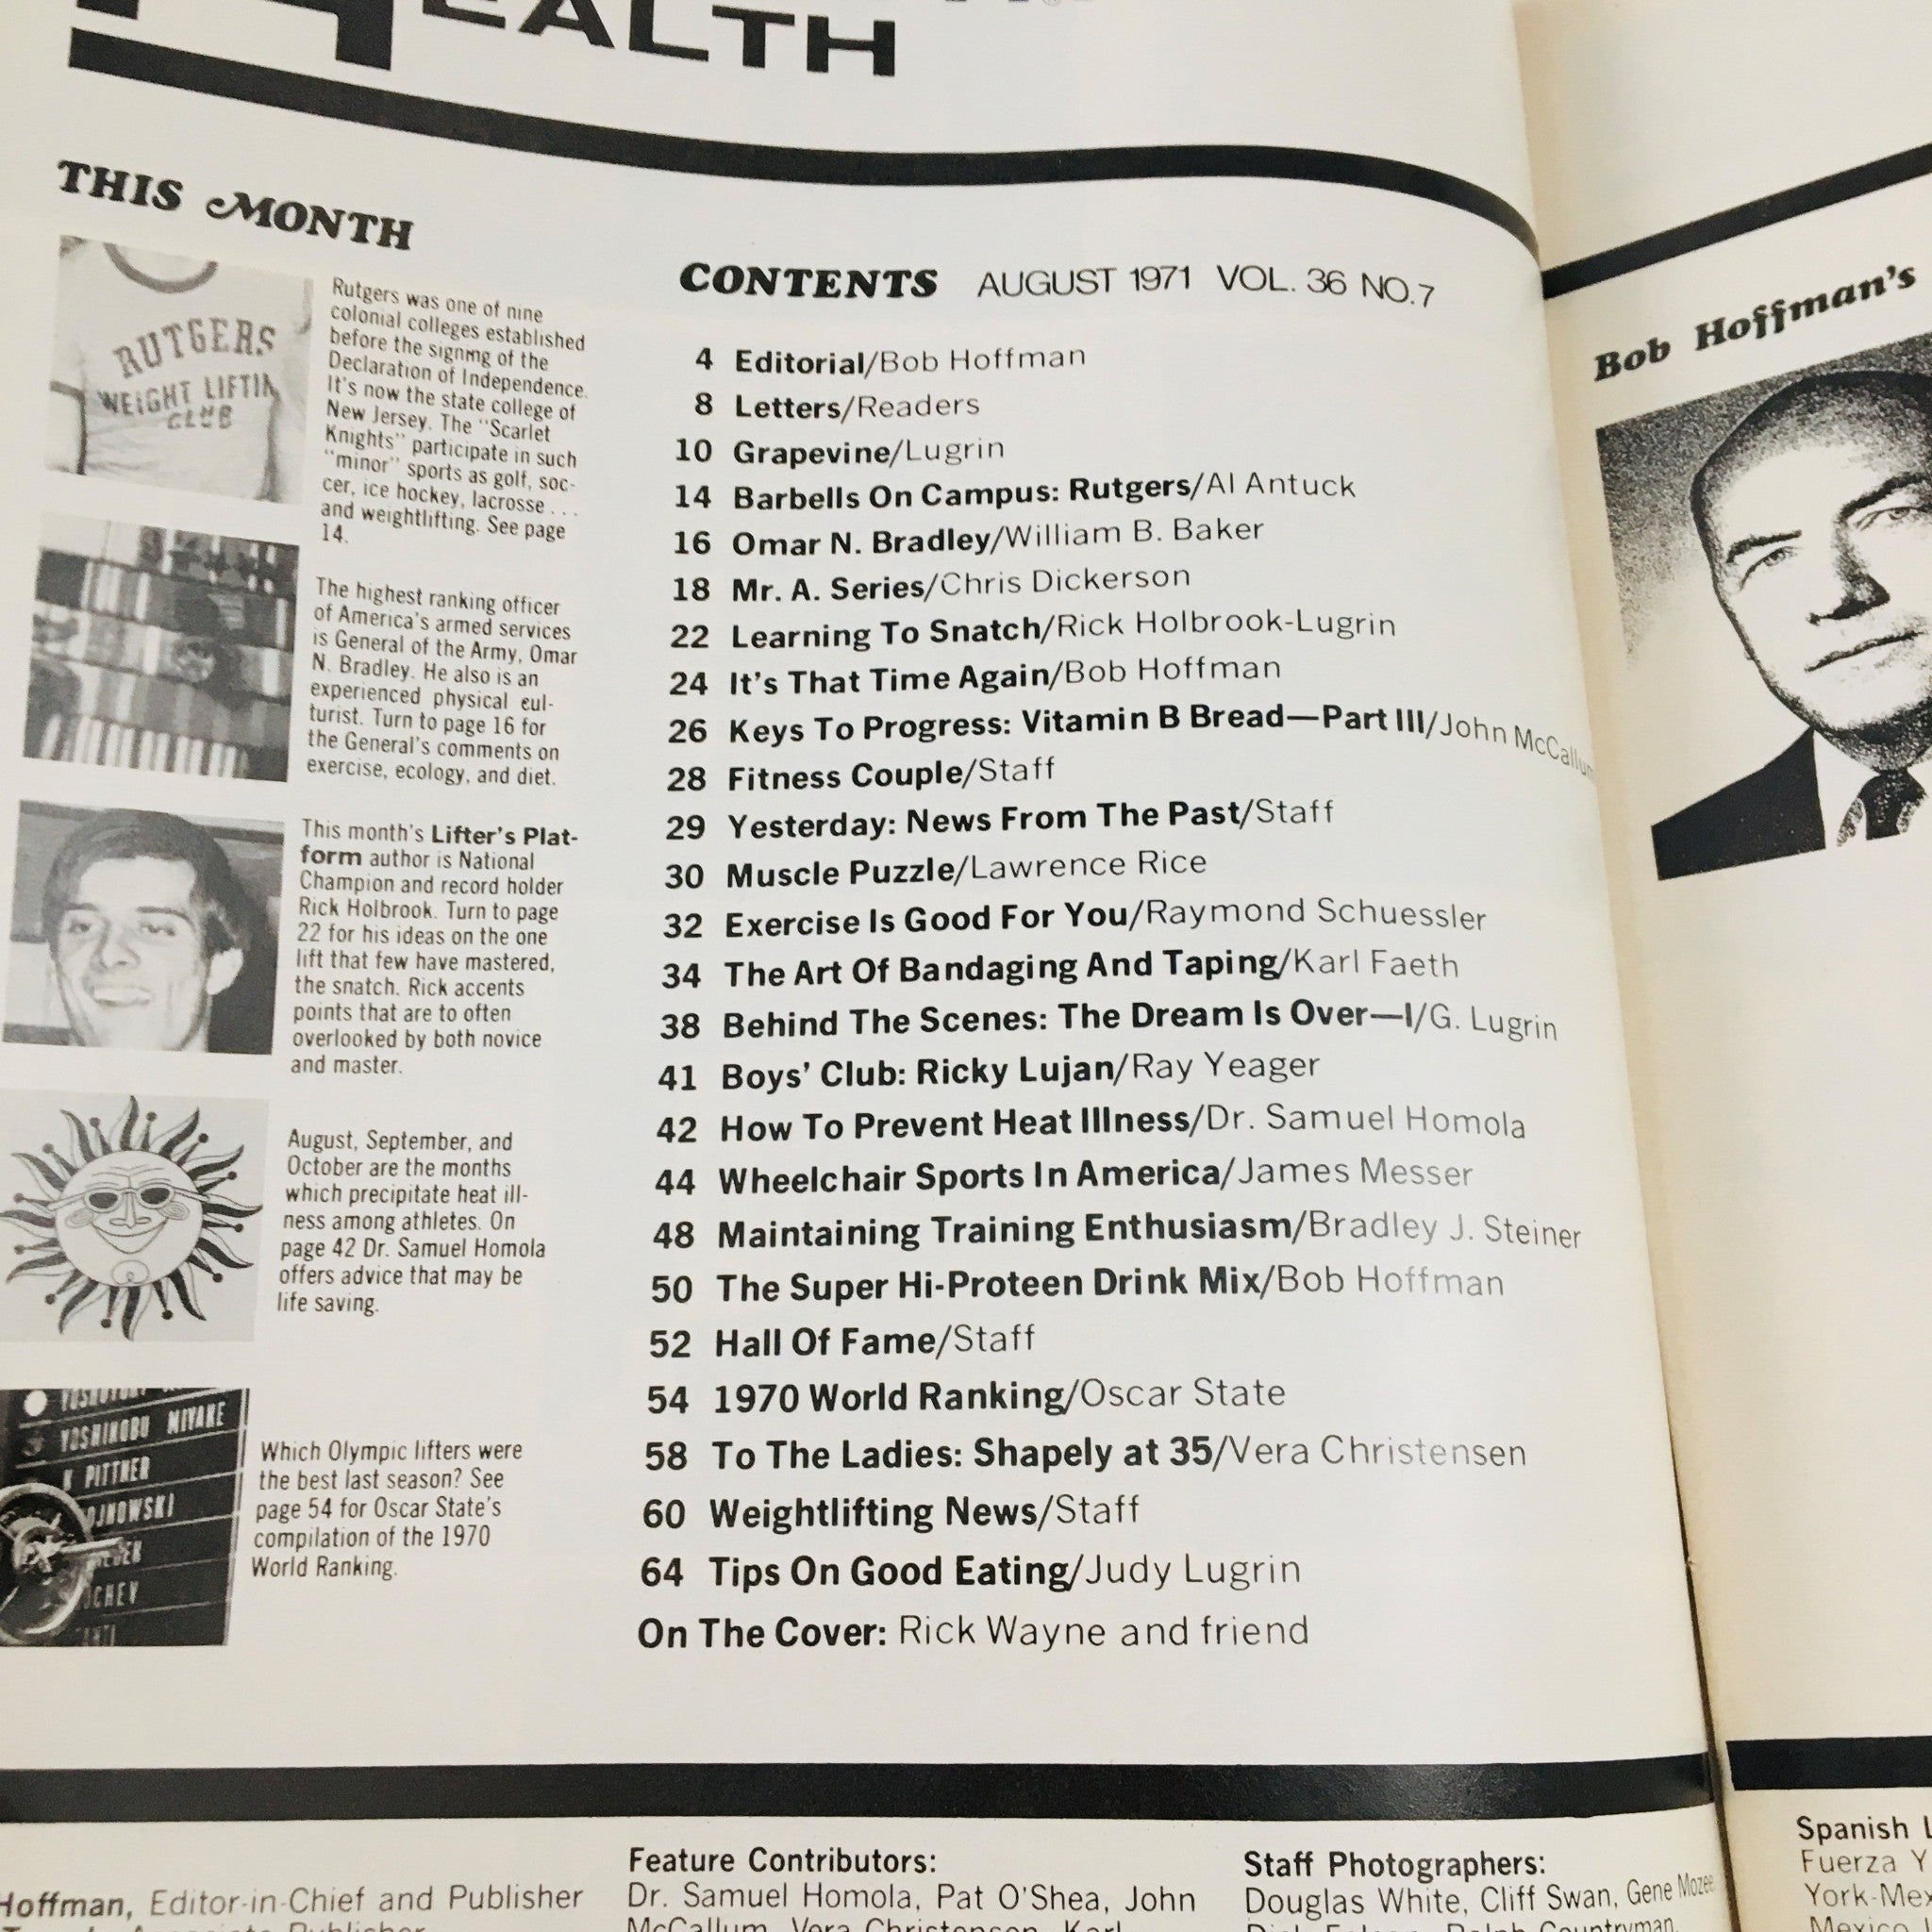 HEALTH
THIS MONTH
RUTGERS
WEIGHT LIFTIN
CLUB
Rutgers was one of nine
colonial colleges established
before the signing of the
Declaration of Independence.
It's now the state college of
New Jersey. The "Scarlet
Knights" participate in such
"minor" sports as golf, soc-
cer, ice hockey, lacrosse . . .
and weightlifting. See page
14.
The highest ranking officer
of America's armed services
is General of the Army, Omar
N. Bradley. He also is an
experienced physical cul-
turist. Turn to page 16 for
the General's comments on
exercise, ecology, and diet.
This month's Lifter's Plat-
form author is National
Champion and record holder
Rick Holbrook. Turn to page
22 for his ideas on the one
lift that few have mastered,
the snatch. Rick accents
points that are to often
overlooked by both novice
and master.
August, September, and
October are the months
which precipitate heat ill-
ness among athletes. On
page 42 Dr. Samuel Homola
offers advice that may be
life saving.
YOSHINOBU MIYAKE
K PITTNER
OJNOWSKI
Which Olympic lifters were
the best last season? See
page 54 for Oscar State's
compilation of the 1970
World Ranking.
CONTENTS AUGUST 1971 VOL. 36 NO.7
4 Editorial/Bob Hoffman
8 Letters/Readers
10 Grapevine/Lugrin
14 Barbells On Campus: Rutgers/Al Antuck
16 Omar N. Bradley/William B. Baker
18 Mr. A. Series/Chris Dickerson
22 Learning To Snatch/Rick Holbrook-Lugrin
24 It's That Time Again/Bob Hoffman
26 Keys To Progress: Vitamin B Bread—Part III/John McCallum
28 Fitness Couple/Staff
29 Yesterday: News From The Past/Staff
30 Muscle Puzzle/Lawrence Rice
32 Exercise Is Good For You/Raymond Schuessler
34 The Art Of Bandaging And Taping/Karl Faeth
38 Behind The Scenes: The Dream Is Over—I/G. Lugrin
41 Boys' Club: Ricky Lujan/Ray Yeager
42 How To Prevent Heat Illness/Dr. Samuel Homola
44 Wheelchair Sports In America/James Messer
48 Maintaining Training Enthusiasm/Bradley J. Steiner
50 The Super Hi-Proteen Drink Mix/Bob Hoffman
52 Hall Of Fame/Staff
54 1970 World Ranking/Oscar State
58 To The Ladies: Shapely at 35/Vera Christensen
60 Weightlifting News/Staff
64 Tips On Good Eating/Judy Lugrin
On The Cover: Rick Wayne and friend
Hoffman, Editor-in-Chief and Publisher
Feature Contributors:
Dr. Samuel Homola, Pat O'Shea, John
McCallum, Vera Christensen, Karl
Staff Photographers:
Douglas White, Cliff Swan, Gene Mozee
Bob Hoffman's
Spanish L
Fuerza Y
York-Mex